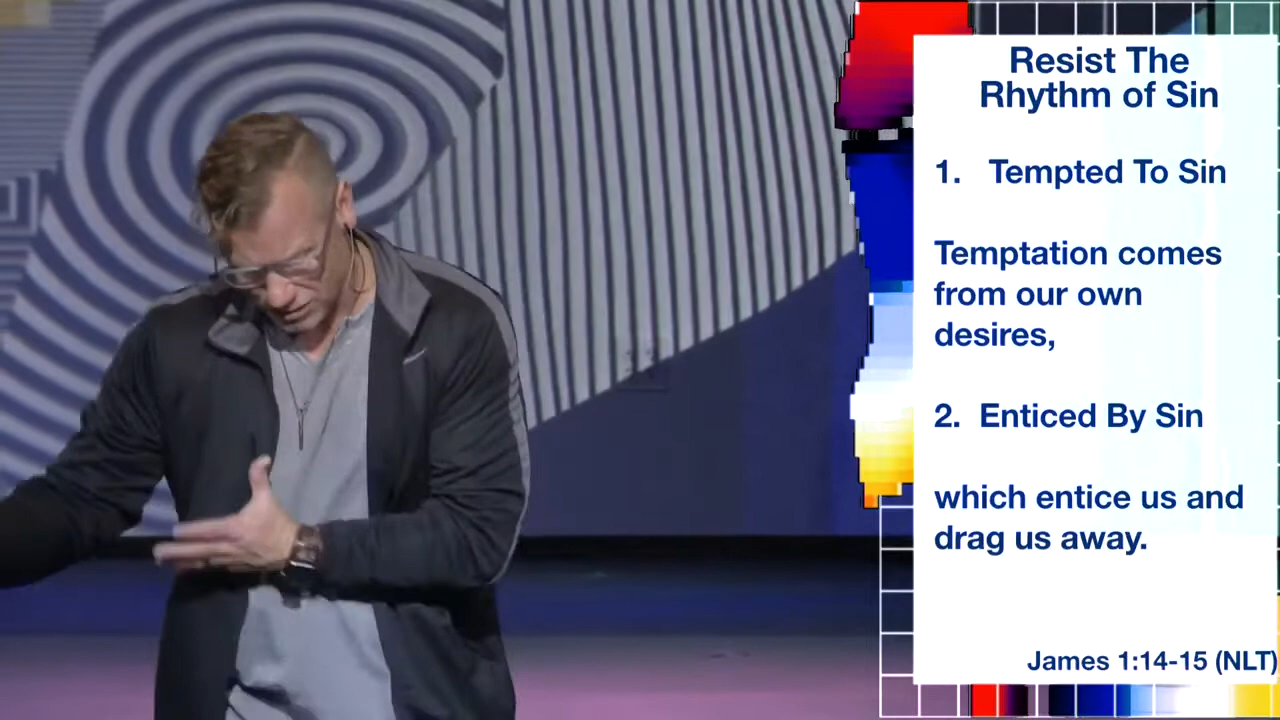 Resist The
Rhythm of Sin
1. Tempted To Sin
Temptation comes
from our own
desires,
2. Enticed By Sin
which entice us and
drag us away.
James 1:14-15 (NLT)